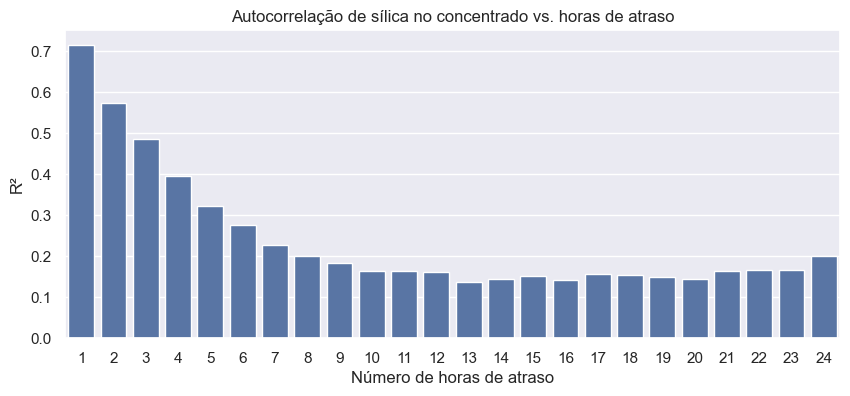 Autocorrelação de sílica no concentrado vs. horas de atraso
R²
0.7
0.6
0.5
0.4
0.3
0.2
0.1
0.0
1 2 3 4 5 6 7 8 9 10 11 12 13 14 15 16 17 18 19 20 21 22 23 24
Número de horas de atraso